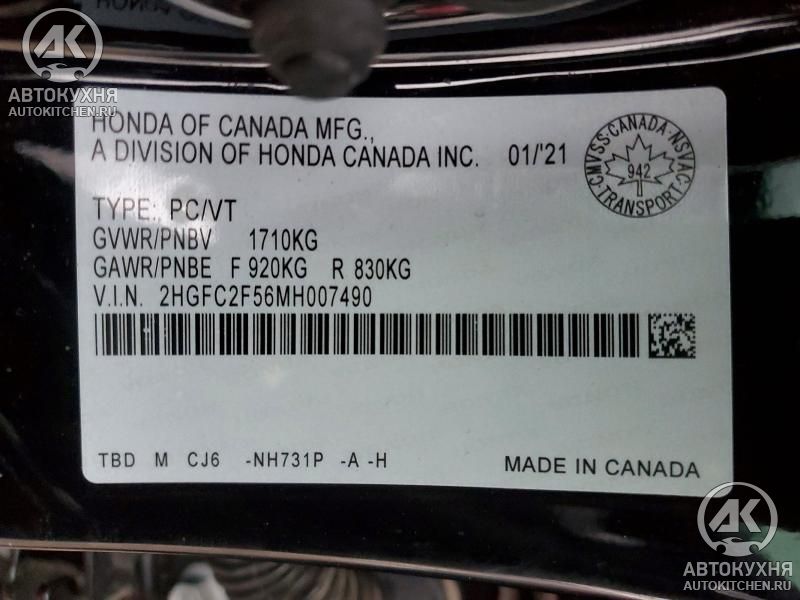 АВТОКУХНЯ
AUTOKITCHEN.RU
HONDA OF CANADA MFG.,
A DIVISION OF HONDA CANADA INC. 01/'21
CMVSS·CANADA·NSVAC·TRANSPORT
942
TYPE: PC/VT
GVWR/PNBV 1710KG
GAWR/PNBE F 920KG R 830KG
V.I.N. 2HGFC2F56MH007490
TBD M CJ6 -NH731P -A -H
MADE IN CANADA
АК
АВТОКУХНЯ
AUTOKITCHEN.RU